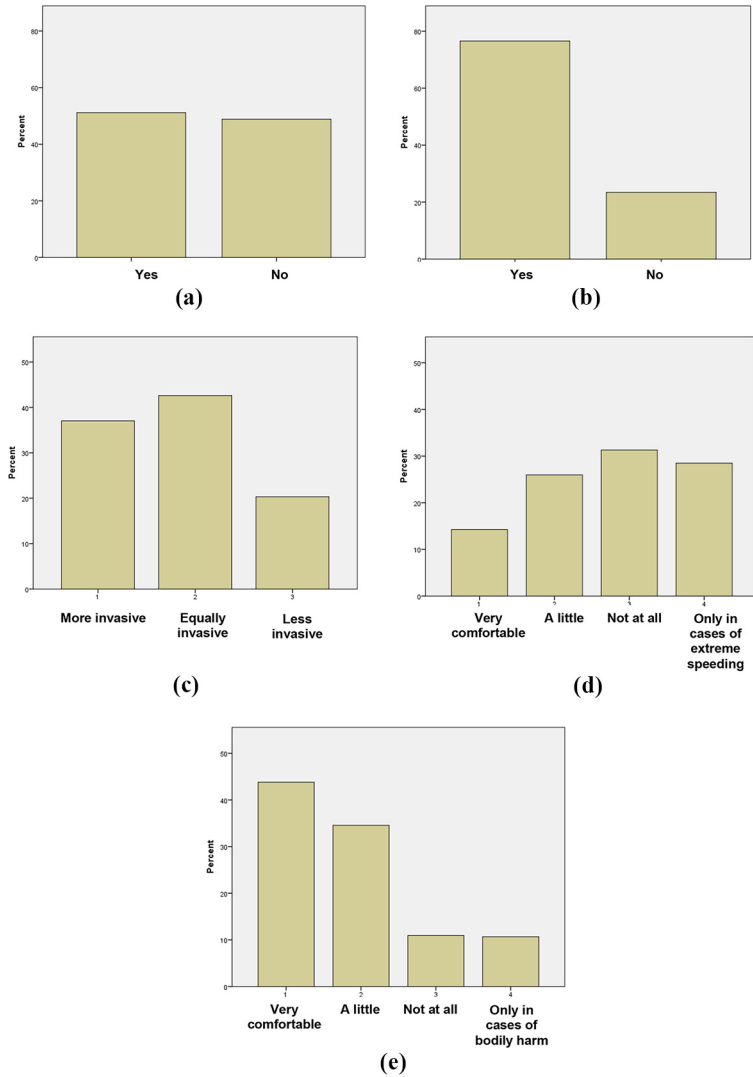 80
60
40
20
0
Percent
Yes
No
(a)
80
60
40
20
0
Percent
Yes
No
(b)
50
40
30
20
10
0
Percent
1
2
3
More invasive
Equally
invasive
Less
invasive
(c)
50
40
30
20
10
0
Percent
1
2
3
4
Very
comfortable
A little
Not at all
Only in
cases of
extreme
speeding
(d)
50
40
30
20
10
0
Percent
1
2
3
4
Very
comfortable
A little
Not at all
Only in
cases of
bodily harm
(e)